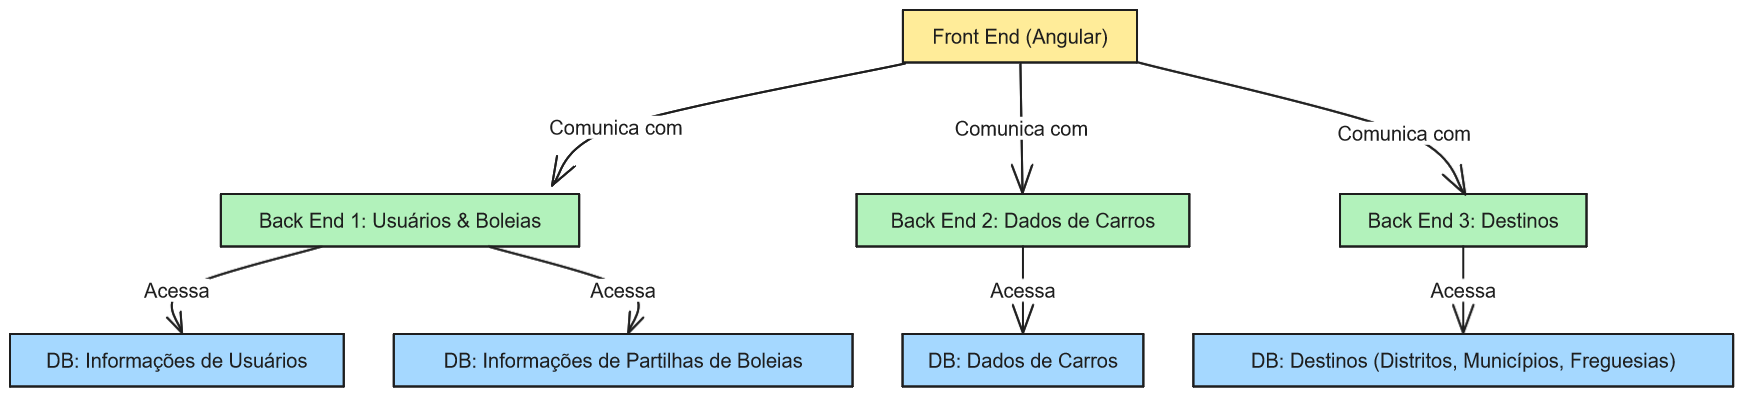 Front End (Angular)
Comunica com
Comunica com
Comunica com
Back End 1: Usuários & Boleias
Back End 2: Dados de Carros
Back End 3: Destinos
Acessa
Acessa
Acessa
Acessa
DB: Informações de Usuários
DB: Informações de Partilhas de Boleias
DB: Dados de Carros
DB: Destinos (Distritos, Municípios, Freguesias)